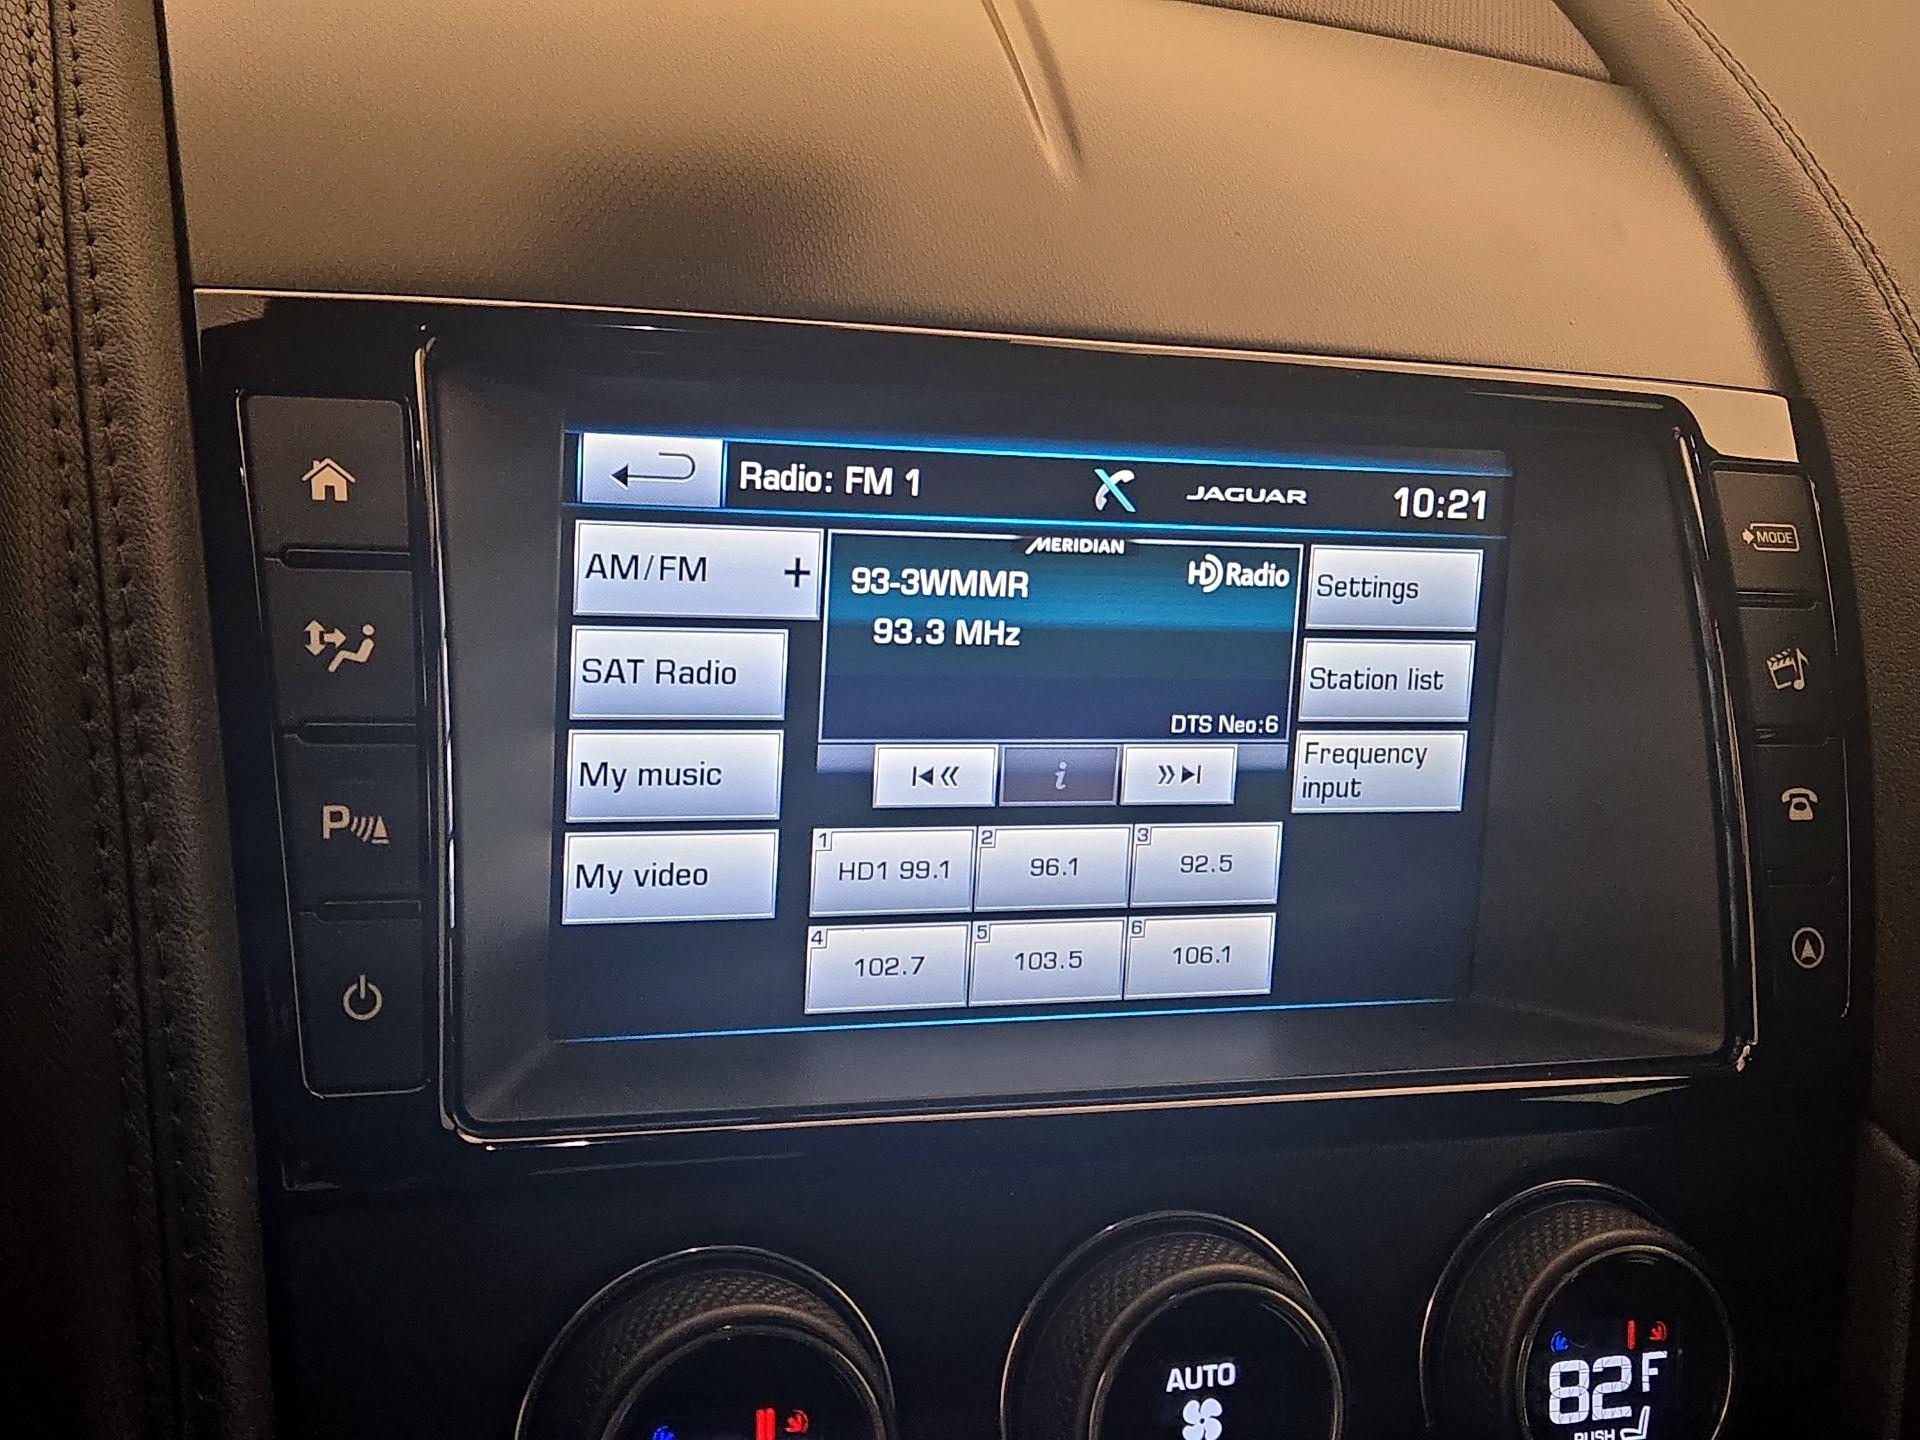 Radio: FM 1
JAGUAR
10:21
MODE
AM/FM +
MERIDIAN
93-3WMMR
HD Radio
Settings
93.3 MHz
SAT Radio
Station list
DTS Neo:6
My music
i
Frequency
input
My video
1 HD1 99.1
2 96.1
3 92.5
4 102.7
5 103.5
6 106.1
P
AUTO
82 F
PUSH